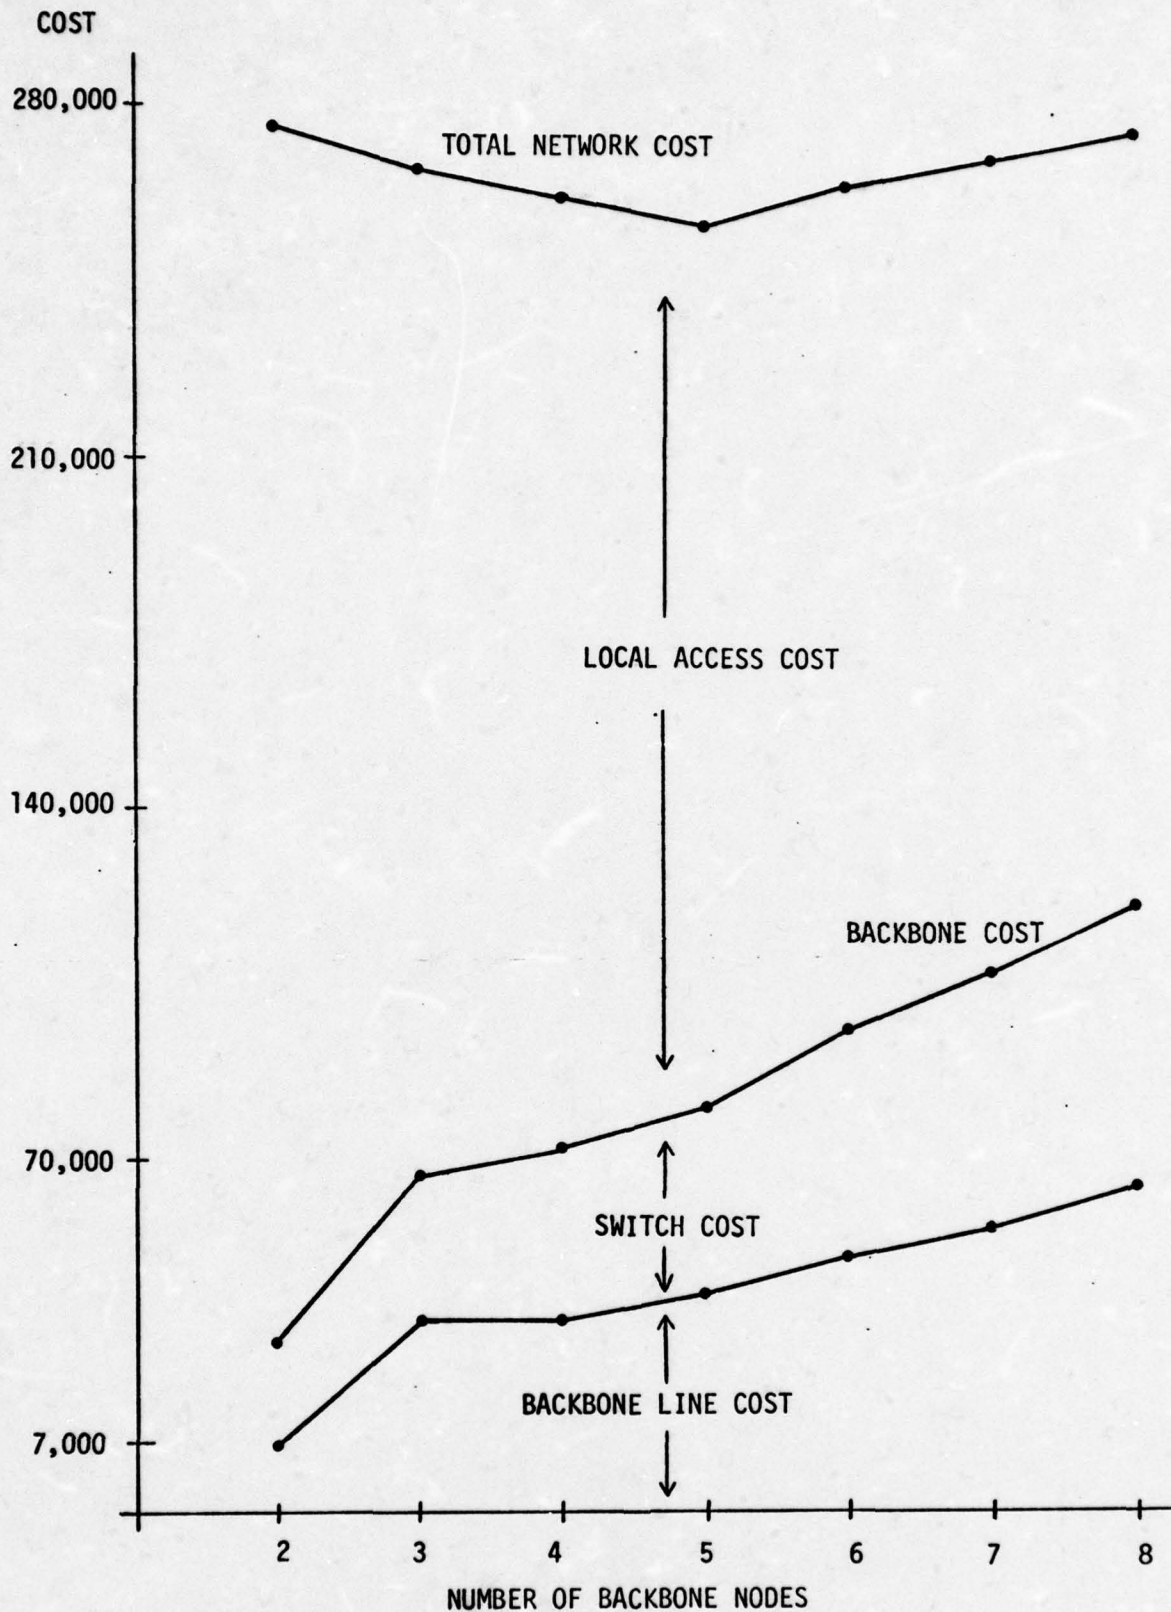 COST
280,000
TOTAL NETWORK COST
210,000
LOCAL ACCESS COST
140,000
BACKBONE COST
70,000
SWITCH COST
BACKBONE LINE COST
7,000
2 3 4 5 6 7 8
NUMBER OF BACKBONE NODES